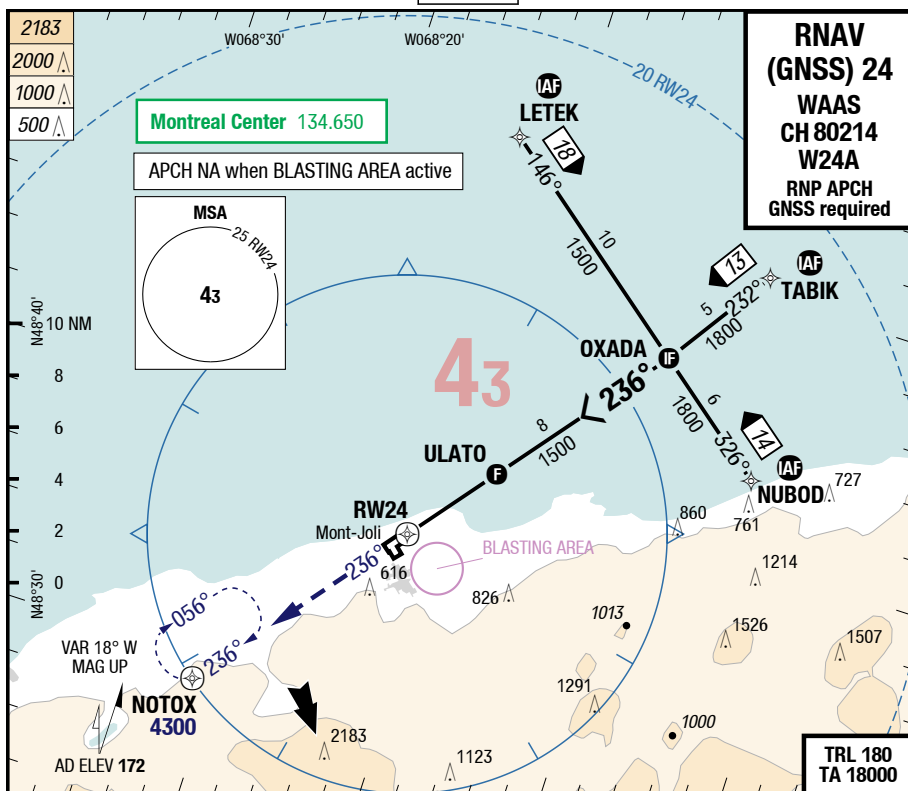 2183
2000
1000
500
W068°30'
W068°20'
20 RW24
RNAV
(GNSS) 24
WAAS
CH 80214
W24A
RNP APCH
GNSS required
Montreal Center 134.650
APCH NA when BLASTING AREA active
MSA
25 RW24
43
IAF
LETEK
18
146°
10
1500
IAF
TABIK
13
232°
5
1800
OXADA
IF
236°
43
8
1500
6
1800
326°
14
IAF
NUBOD
727
N48°40'
10 NM
8
6
4
2
0
N48°30'
ULATO
F
RW24
Mont-Joli
860
761
BLASTING AREA
236°
616
826
1214
1013
1526
1507
056°
236°
VAR 18° W
MAG UP
NOTOX
4300
1291
1000
2183
1123
AD ELEV 172
TRL 180
TA 18000